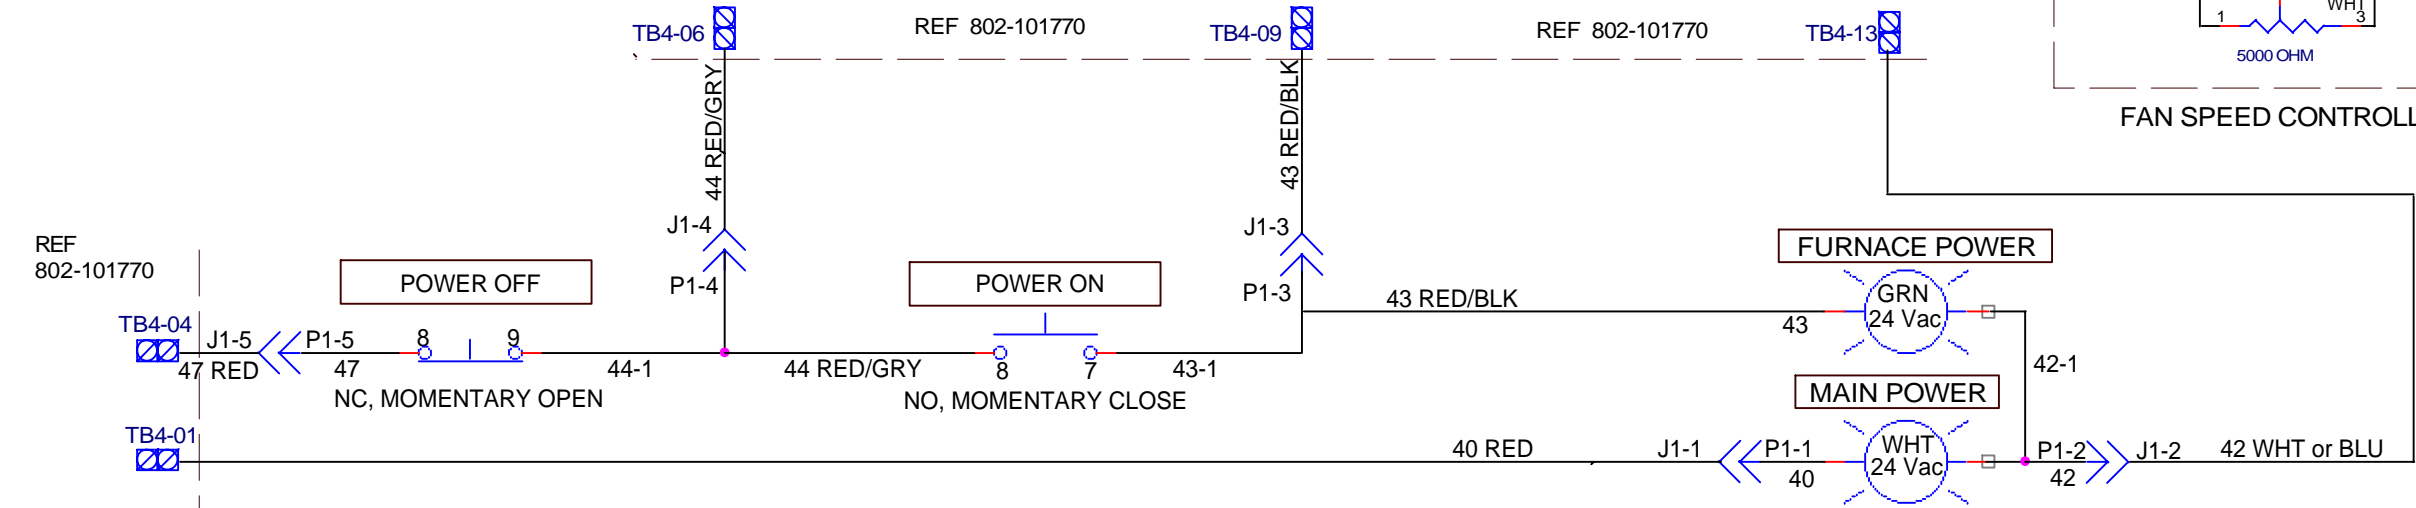 TB4-06
REF 802-101770
TB4-09
REF 802-101770
TB4-13
1
3
5000 OHM
FAN SPEED CONTROLL
44 RED/GRY
43 RED/BLK
J1-4
P1-4
J1-3
P1-3
REF
802-101770
POWER OFF
POWER ON
FURNACE POWER
43 RED/BLK
43
GRN
24 Vac
TB4-04
J1-5
P1-5
8
9
47 RED
47
44-1
44 RED/GRY
8
7
43-1
42-1
NC, MOMENTARY OPEN
NO, MOMENTARY CLOSE
MAIN POWER
TB4-01
40 RED
J1-1
P1-1
40
WHT
24 Vac
P1-2
42
J1-2
42 WHT or BLU